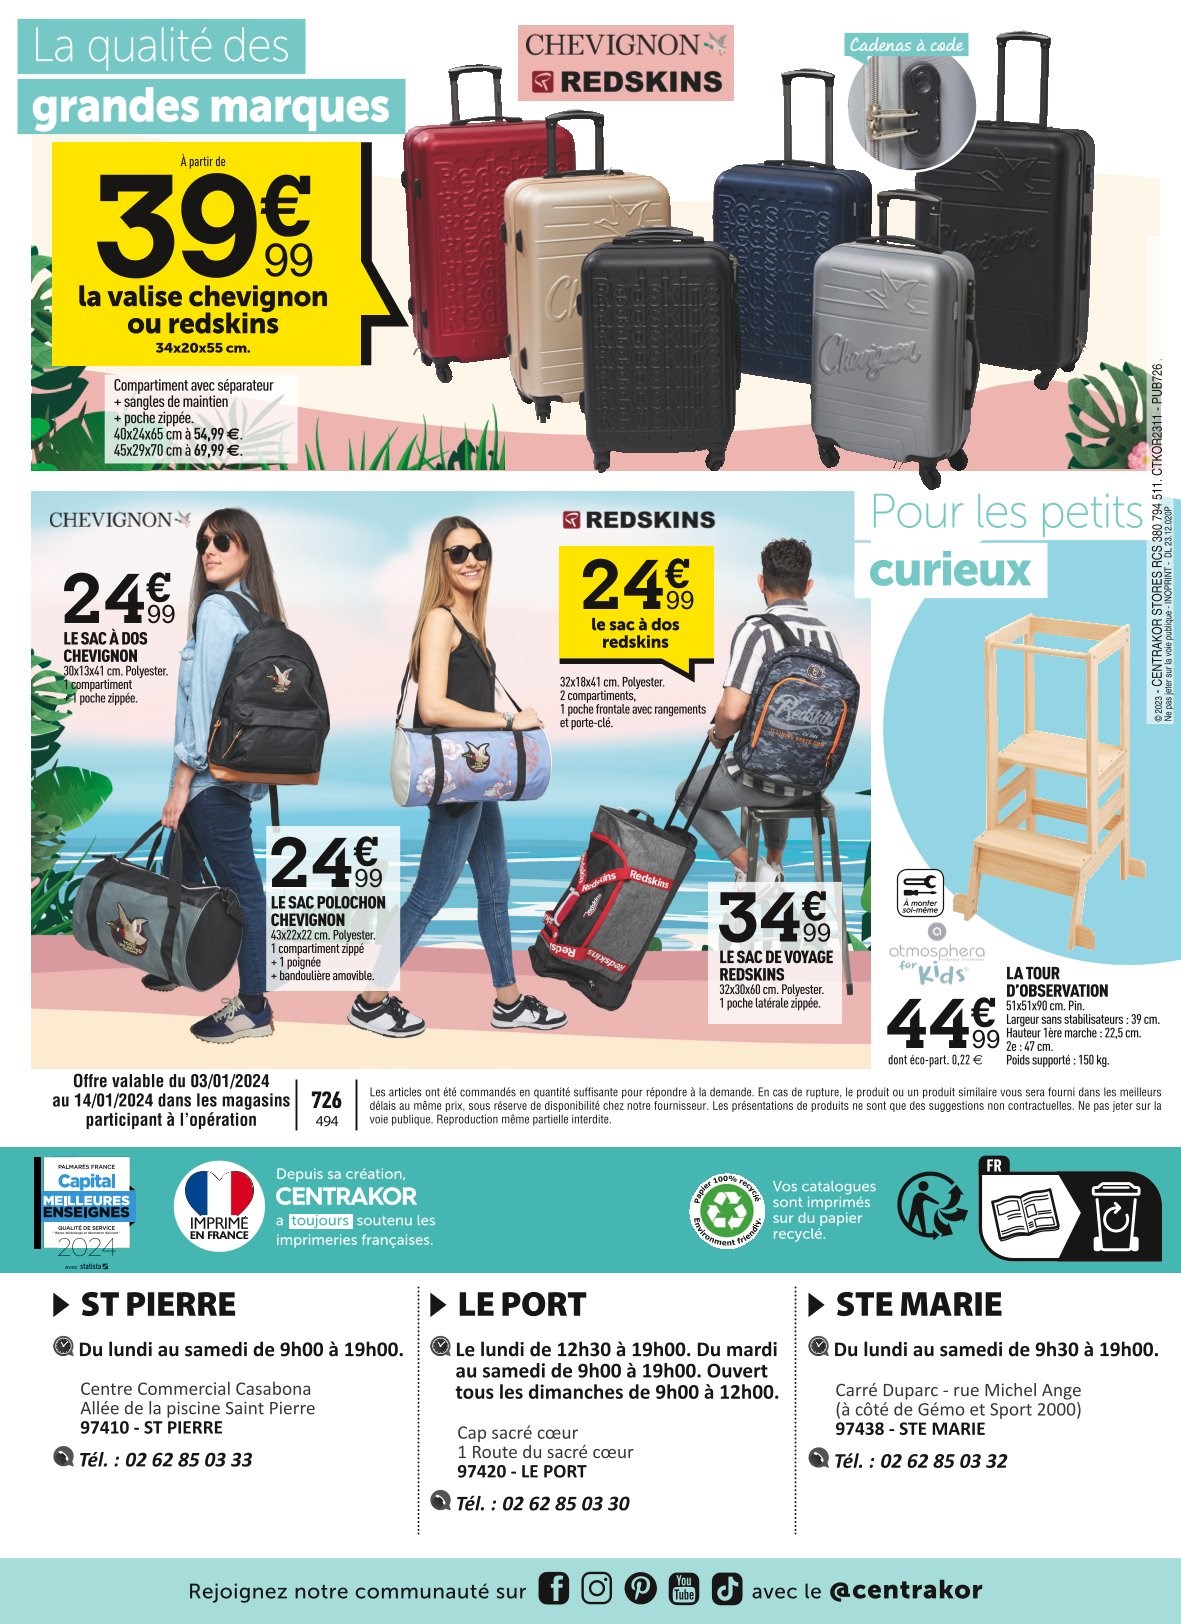 La qualité des
grandes marques
CHEVIGNON
REDSKINS
Cadenas à code
À partir de
39€99
la valise chevignon
ou redskins
34x20x55 cm.
Compartiment avec séparateur
+ sangles de maintien
+ poche zippée.
40x24x65 cm à 54,99 €.
45x29x70 cm à 69,99 €.
Redskins
Chevignon
Redskins
Redskins
Chevignon
Chevignon
© 2023 - CENTRAKOR STORES RCS 380 794 511. CTKOR2311 - PUB726
Ne pas jeter sur la voie publique - INOPRINT - DL 23.12.020P
CHEVIGNON
24€99
LE SAC À DOS
CHEVIGNON
30x13x41 cm. Polyester.
1 compartiment
+ 1 poche zippée.
REDSKINS
24€99
le sac à dos
redskins
32x18x41 cm. Polyester.
2 compartiments,
1 poche frontale avec rangements
et porte-clé.
Redskins
24€99
LE SAC POLOCHON
CHEVIGNON
43x22x22 cm. Polyester.
1 compartiment zippé
+ 1 poignée
+ bandoulière amovible.
Redskins
Redskins
Redskins
34€99
LE SAC DE VOYAGE
REDSKINS
32x30x60 cm. Polyester.
1 poche latérale zippée.
Pour les petits
curieux
À monter
soi-même
atmosphera
for Kids
44€99
dont éco-part. 0,22 €
LA TOUR
D'OBSERVATION
51x51x90 cm. Pin.
Largeur sans stabilisateurs : 39 cm.
Hauteur 1ère marche : 22,5 cm.
2e : 47 cm.
Poids supporté : 150 kg.
Offre valable du 03/01/2024
au 14/01/2024 dans les magasins
participant à l'opération
726
494
Les articles ont été commandés en quantité suffisante pour répondre à la demande. En cas de rupture, le produit ou un produit similaire vous sera fourni dans les meilleurs
délais au même prix, sous réserve de disponibilité chez notre fournisseur. Les présentations de produits ne sont que des suggestions non contractuelles. Ne pas jeter sur la
voie publique. Reproduction même partielle interdite.
PALMARÈS FRANCE
Capital
MEILLEURES
ENSEIGNES
QUALITÉ DE SERVICE
2024
avec statista
IMPRIMÉ
EN FRANCE
Depuis sa création,
CENTRAKOR
a toujours soutenu les
imprimeries françaises.
Papier 100% recyclé
Environment friendly.
Vos catalogues
sont imprimés
sur du papier
recyclé.
FR
ST PIERRE
Du lundi au samedi de 9h00 à 19h00.
Centre Commercial Casabona
Allée de la piscine Saint Pierre
97410 - ST PIERRE
Tél. : 02 62 85 03 33
LE PORT
Le lundi de 12h30 à 19h00. Du mardi
au samedi de 9h00 à 19h00. Ouvert
tous les dimanches de 9h00 à 12h00.
Cap sacré cœur
1 Route du sacré cœur
97420 - LE PORT
Tél. : 02 62 85 03 30
STE MARIE
Du lundi au samedi de 9h30 à 19h00.
Carré Duparc - rue Michel Ange
(à côté de Gémo et Sport 2000)
97438 - STE MARIE
Tél. : 02 62 85 03 32
Rejoignez notre communauté sur
You
Tube
avec le @centrakor